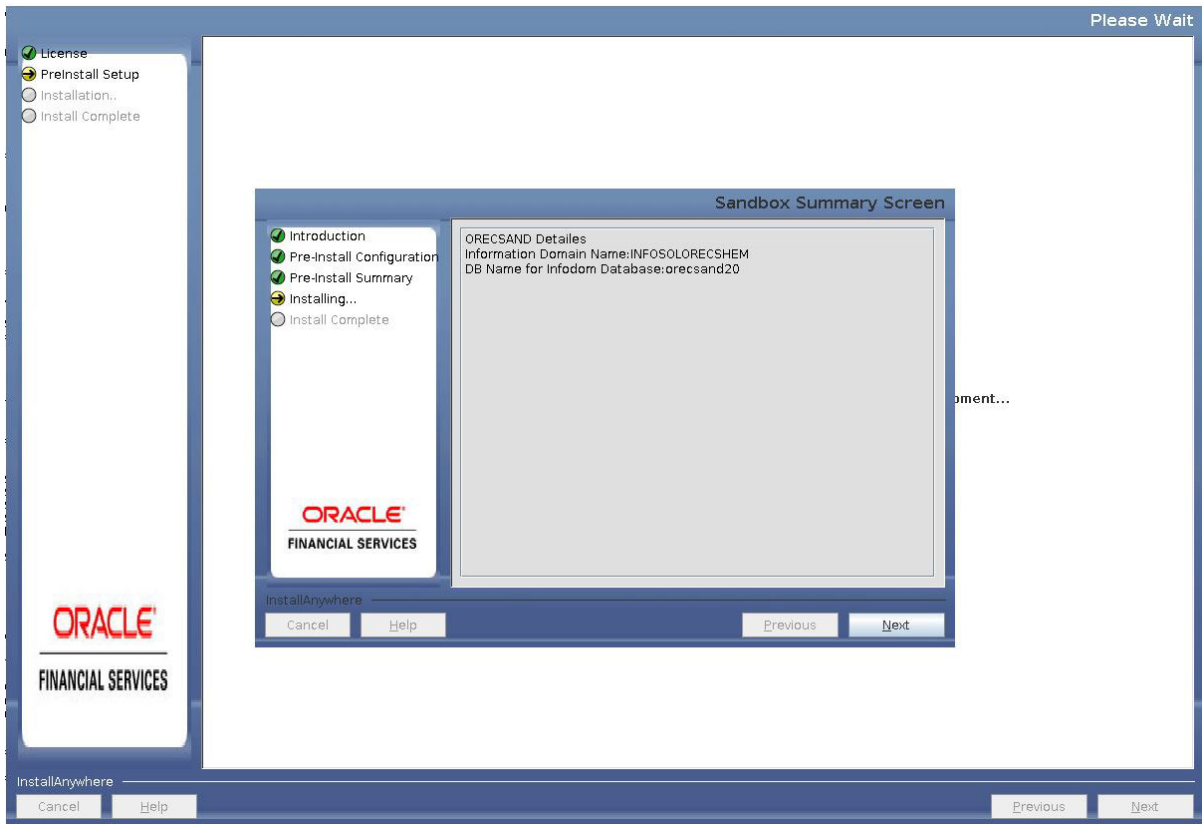 Please Wait
License
PreInstall Setup
Installation..
Install Complete
Sandbox Summary Screen
Introduction
Pre-Install Configuration
Pre-Install Summary
Installing...
Install Complete
ORECSAND Detailes
Information Domain Name:INFOSOLORECSHEM
DB Name for Infodom Database:orecsand20
pment...
ORACLE'
FINANCIAL SERVICES
InstallAnywhere
Cancel
Help
Previous
Next
ORACLE'
FINANCIAL SERVICES
InstallAnywhere
Cancel
Help
Previous
Next